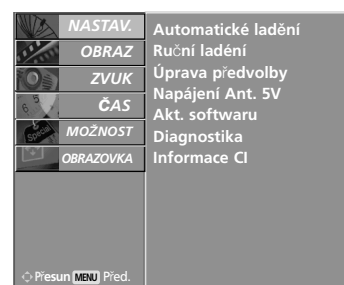 NASTAV.
OBRAZ
ZVUK
ČAS
MOŽNOST
OBRAZOVKA
Automatické ladění
Ruční ladéní
Úprava předvolby
Napájení Ant. 5V
Akt. softwaru
Diagnostika
Informace CI
Přesun MENU Před.